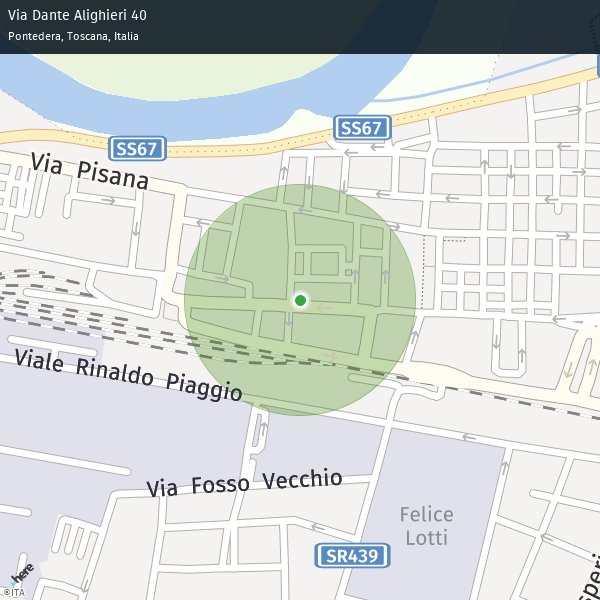 Via Dante Alighieri 40
Pontedera, Toscana, Italia
SS67
SS67
Via Pisana
Viale Rinaldo Piaggio
Via Fosso Vecchio
Felice
Lotti
SR439
here
©ITA